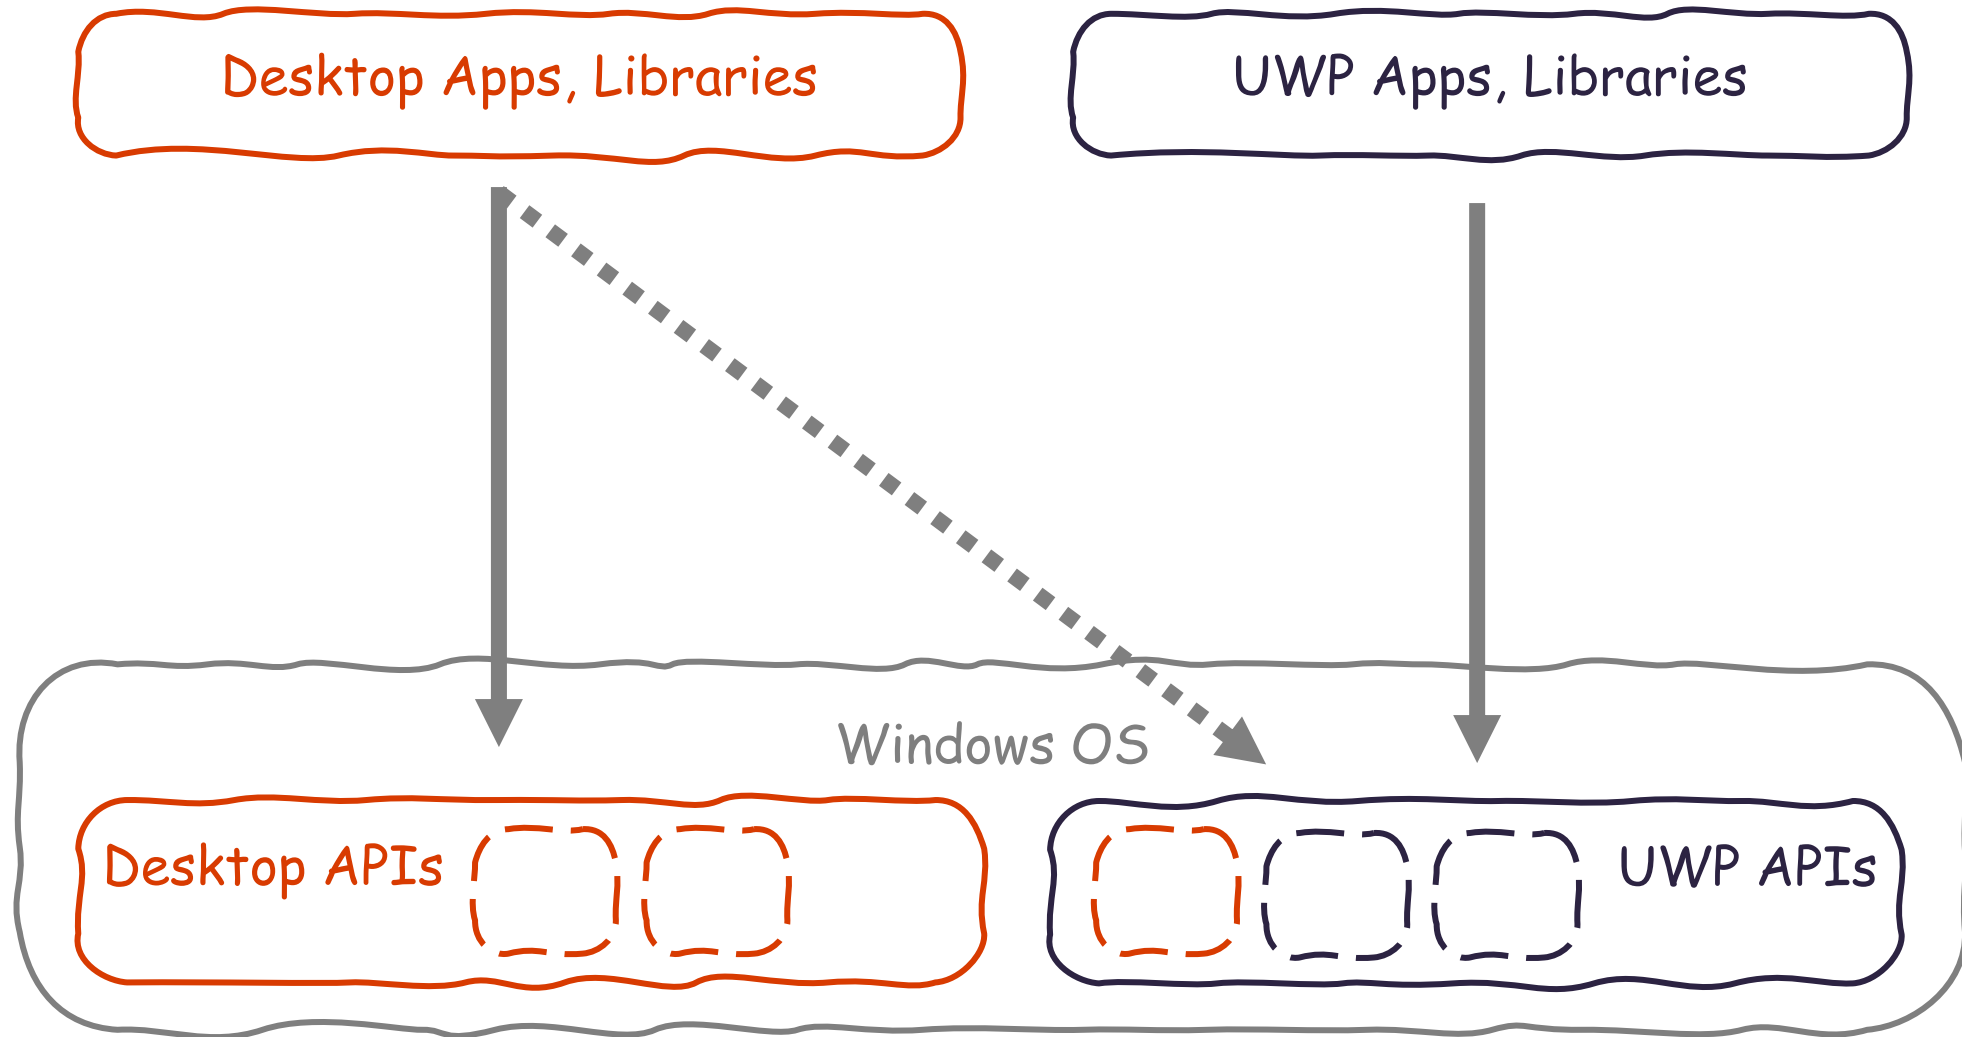 Desktop Apps, Libraries
UWP Apps, Libraries
Windows OS
Desktop APIs
UWP APIs